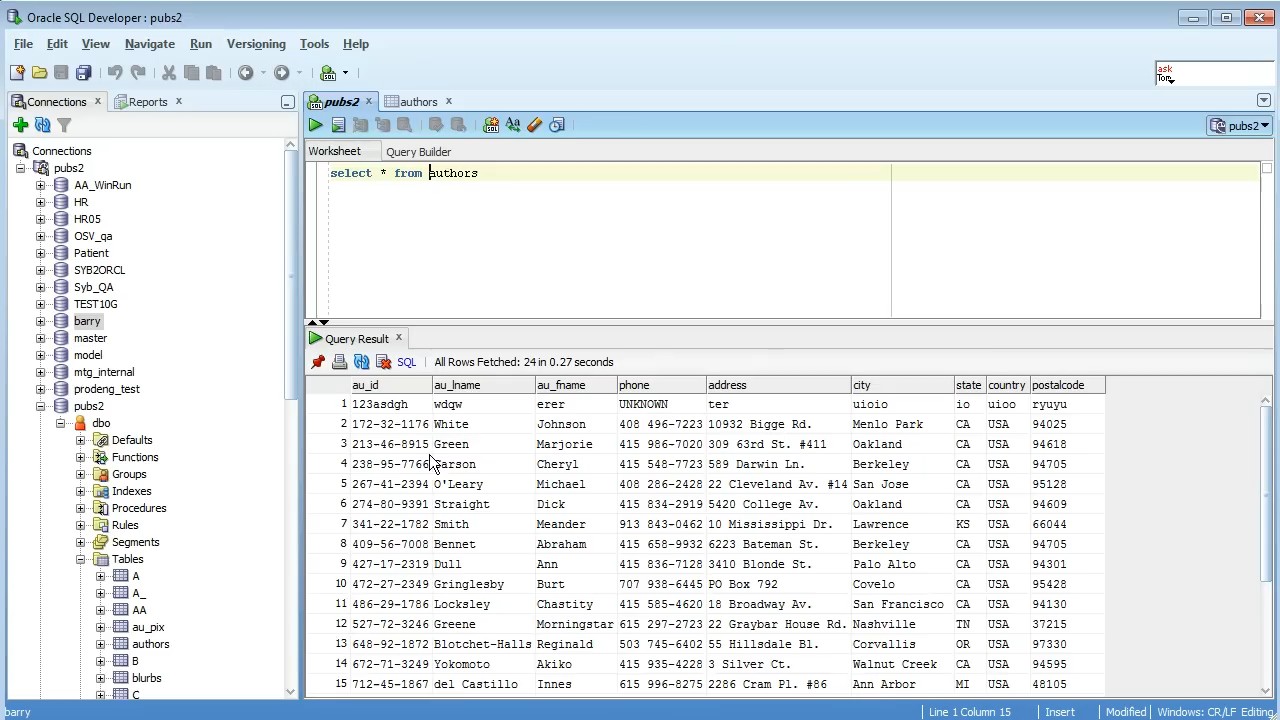 Oracle SQL Developer : pubs2
File Edit View Navigate Run Versioning Tools Help
ask
Tom
Connections Reports
pubs2 authors
pubs2
Worksheet Query Builder
Connections
pubs2
AA_WinRun
HR
HR05
OSV_qa
Patient
SYB2ORCL
Syb_QA
TEST10G
barry
master
model
mtg_internal
prodeng_test
pubs2
dbo
Defaults
Functions
Groups
Indexes
Procedures
Rules
Segments
Tables
A
A_
AA
au_pix
authors
B
blurbs
C
select * from authors
Query Result
SQL All Rows Fetched: 24 in 0.27 seconds
au_id au_lname au_fname phone address city state country postalcode
1 123asdgh wdqw erer UNKNOWN ter uioio io uioo ryuyu
2 172-32-1176 White Johnson 408 496-7223 10932 Bigge Rd. Menlo Park CA USA 94025
3 213-46-8915 Green Marjorie 415 986-7020 309 63rd St. #411 Oakland CA USA 94618
4 238-95-7766 Carson Cheryl 415 548-7723 589 Darwin Ln. Berkeley CA USA 94705
5 267-41-2394 O'Leary Michael 408 286-2428 22 Cleveland Av. #14 San Jose CA USA 95128
6 274-80-9391 Straight Dick 415 834-2919 5420 College Av. Oakland CA USA 94609
7 341-22-1782 Smith Meander 913 843-0462 10 Mississippi Dr. Lawrence KS USA 66044
8 409-56-7008 Bennet Abraham 415 658-9932 6223 Bateman St. Berkeley CA USA 94705
9 427-17-2319 Dull Ann 415 836-7128 3410 Blonde St. Palo Alto CA USA 94301
10 472-27-2349 Gringlesby Burt 707 938-6445 PO Box 792 Covelo CA USA 95428
11 486-29-1786 Locksley Chastity 415 585-4620 18 Broadway Av. San Francisco CA USA 94130
12 527-72-3246 Greene Morningstar 615 297-2723 22 Graybar House Rd. Nashville TN USA 37215
13 648-92-1872 Blotchet-Halls Reginald 503 745-6402 55 Hillsdale Bl. Corvallis OR USA 97330
14 672-71-3249 Yokomoto Akiko 415 935-4228 3 Silver Ct. Walnut Creek CA USA 94595
15 712-45-1867 del Castillo Innes 615 996-8275 2286 Cram Pl. #86 Ann Arbor MI USA 48105
barry Line 1 Column 15 Insert Modified Windows: CR/LF Editing